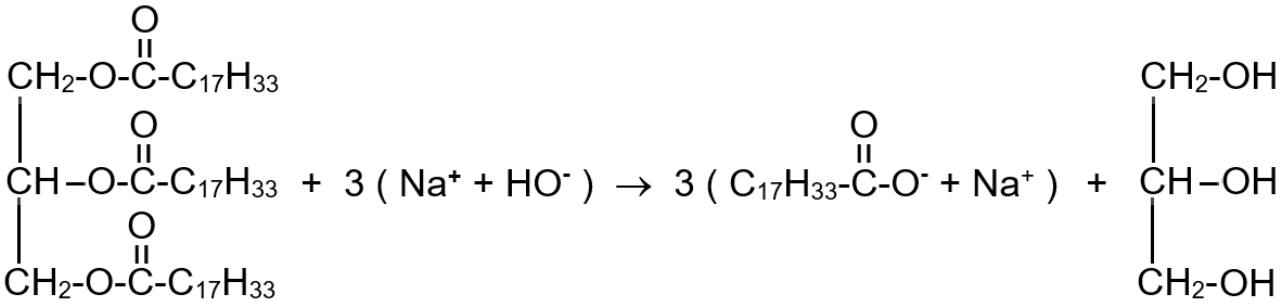 O
CH₂-O-C-C₁₇H₃₃ CH₂-OH
O O
CH-O-C-C₁₇H₃₃ + 3 ( Na⁺ + HO⁻ ) → 3 ( C₁₇H₃₃-C-O⁻ + Na⁺ ) + CH-OH
O
CH₂-O-C-C₁₇H₃₃ CH₂-OH